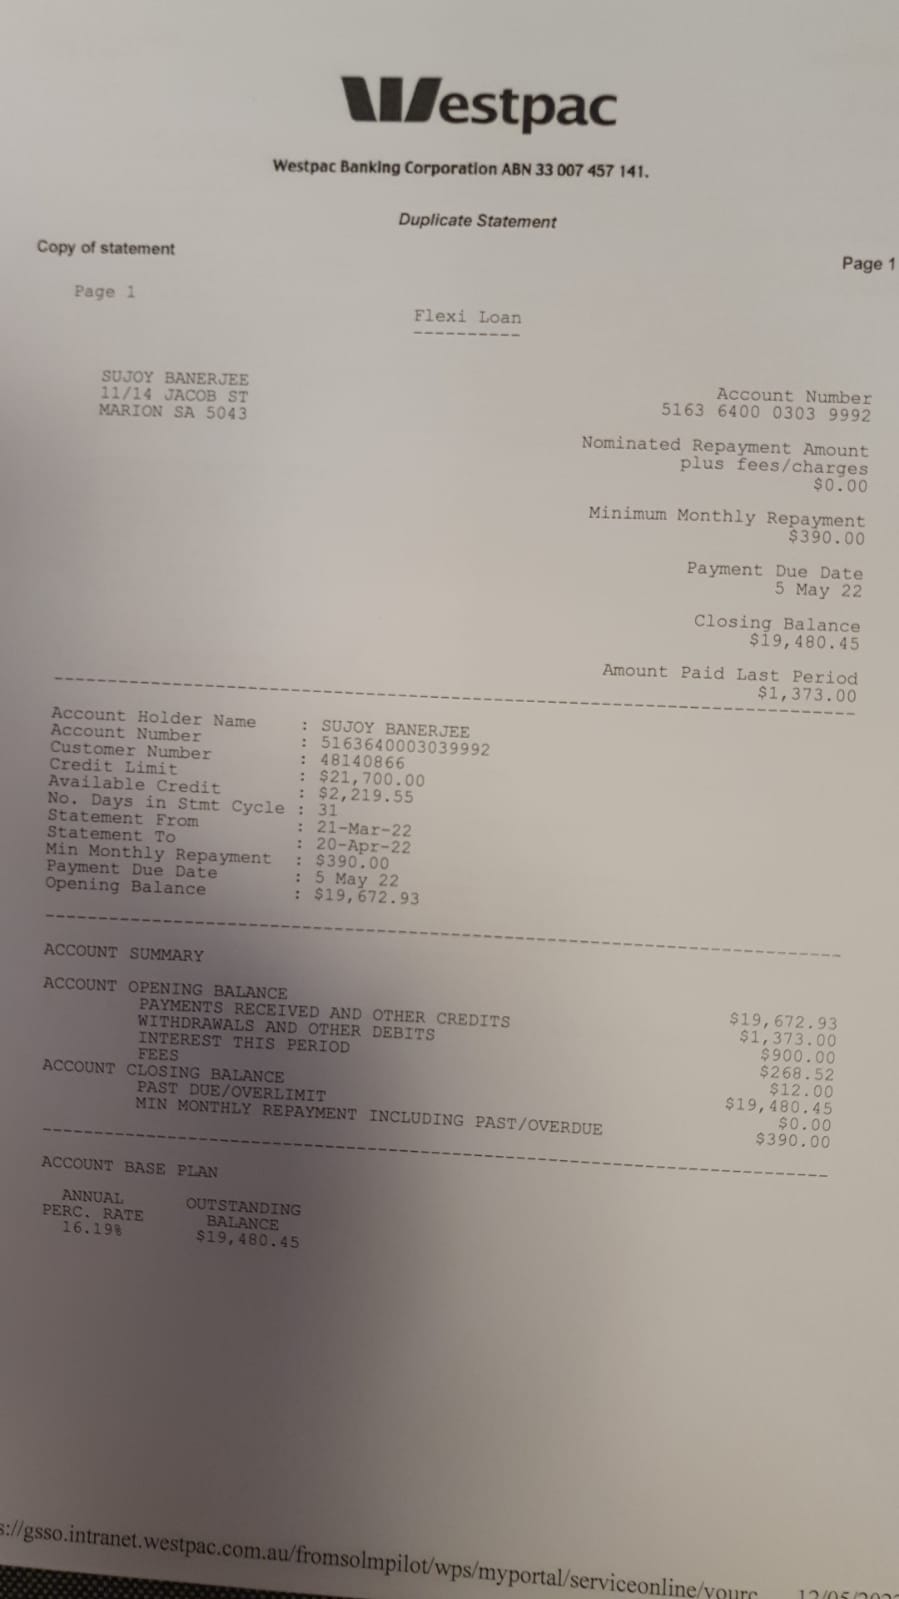 Westpac
Westpac Banking Corporation ABN 33 007 457 141.
Duplicate Statement
Copy of statement
Page 1
Page 1
Flexi Loan
SUJOY BANERJEE
11/14 JACOB ST
MARION SA 5043
Account Number
5163 6400 0303 9992
Nominated Repayment Amount
plus fees/charges
$0.00
Minimum Monthly Repayment
$390.00
Payment Due Date
5 May 22
Closing Balance
$19,480.45
Amount Paid Last Period
$1,373.00
Account Holder Name : SUJOY BANERJEE
Account Number : 5163640003039992
Customer Number : 48140866
Credit Limit : $21,700.00
Available Credit : $2,219.55
No. Days in Stmt Cycle : 31
Statement From : 21-Mar-22
Statement To : 20-Apr-22
Min Monthly Repayment : $390.00
Payment Due Date : 5 May 22
Opening Balance : $19,672.93
ACCOUNT SUMMARY
ACCOUNT OPENING BALANCE $19,672.93
PAYMENTS RECEIVED AND OTHER CREDITS $1,373.00
WITHDRAWALS AND OTHER DEBITS $900.00
INTEREST THIS PERIOD $268.52
FEES $12.00
ACCOUNT CLOSING BALANCE $19,480.45
PAST DUE/OVERLIMIT $0.00
MIN MONTHLY REPAYMENT INCLUDING PAST/OVERDUE $390.00
ACCOUNT BASE PLAN
ANNUAL OUTSTANDING
PERC. RATE BALANCE
16.19% $19,480.45
s://gsso.intranet.westpac.com.au/fromsolmpilot/wps/myportal/serviceonline/yourc